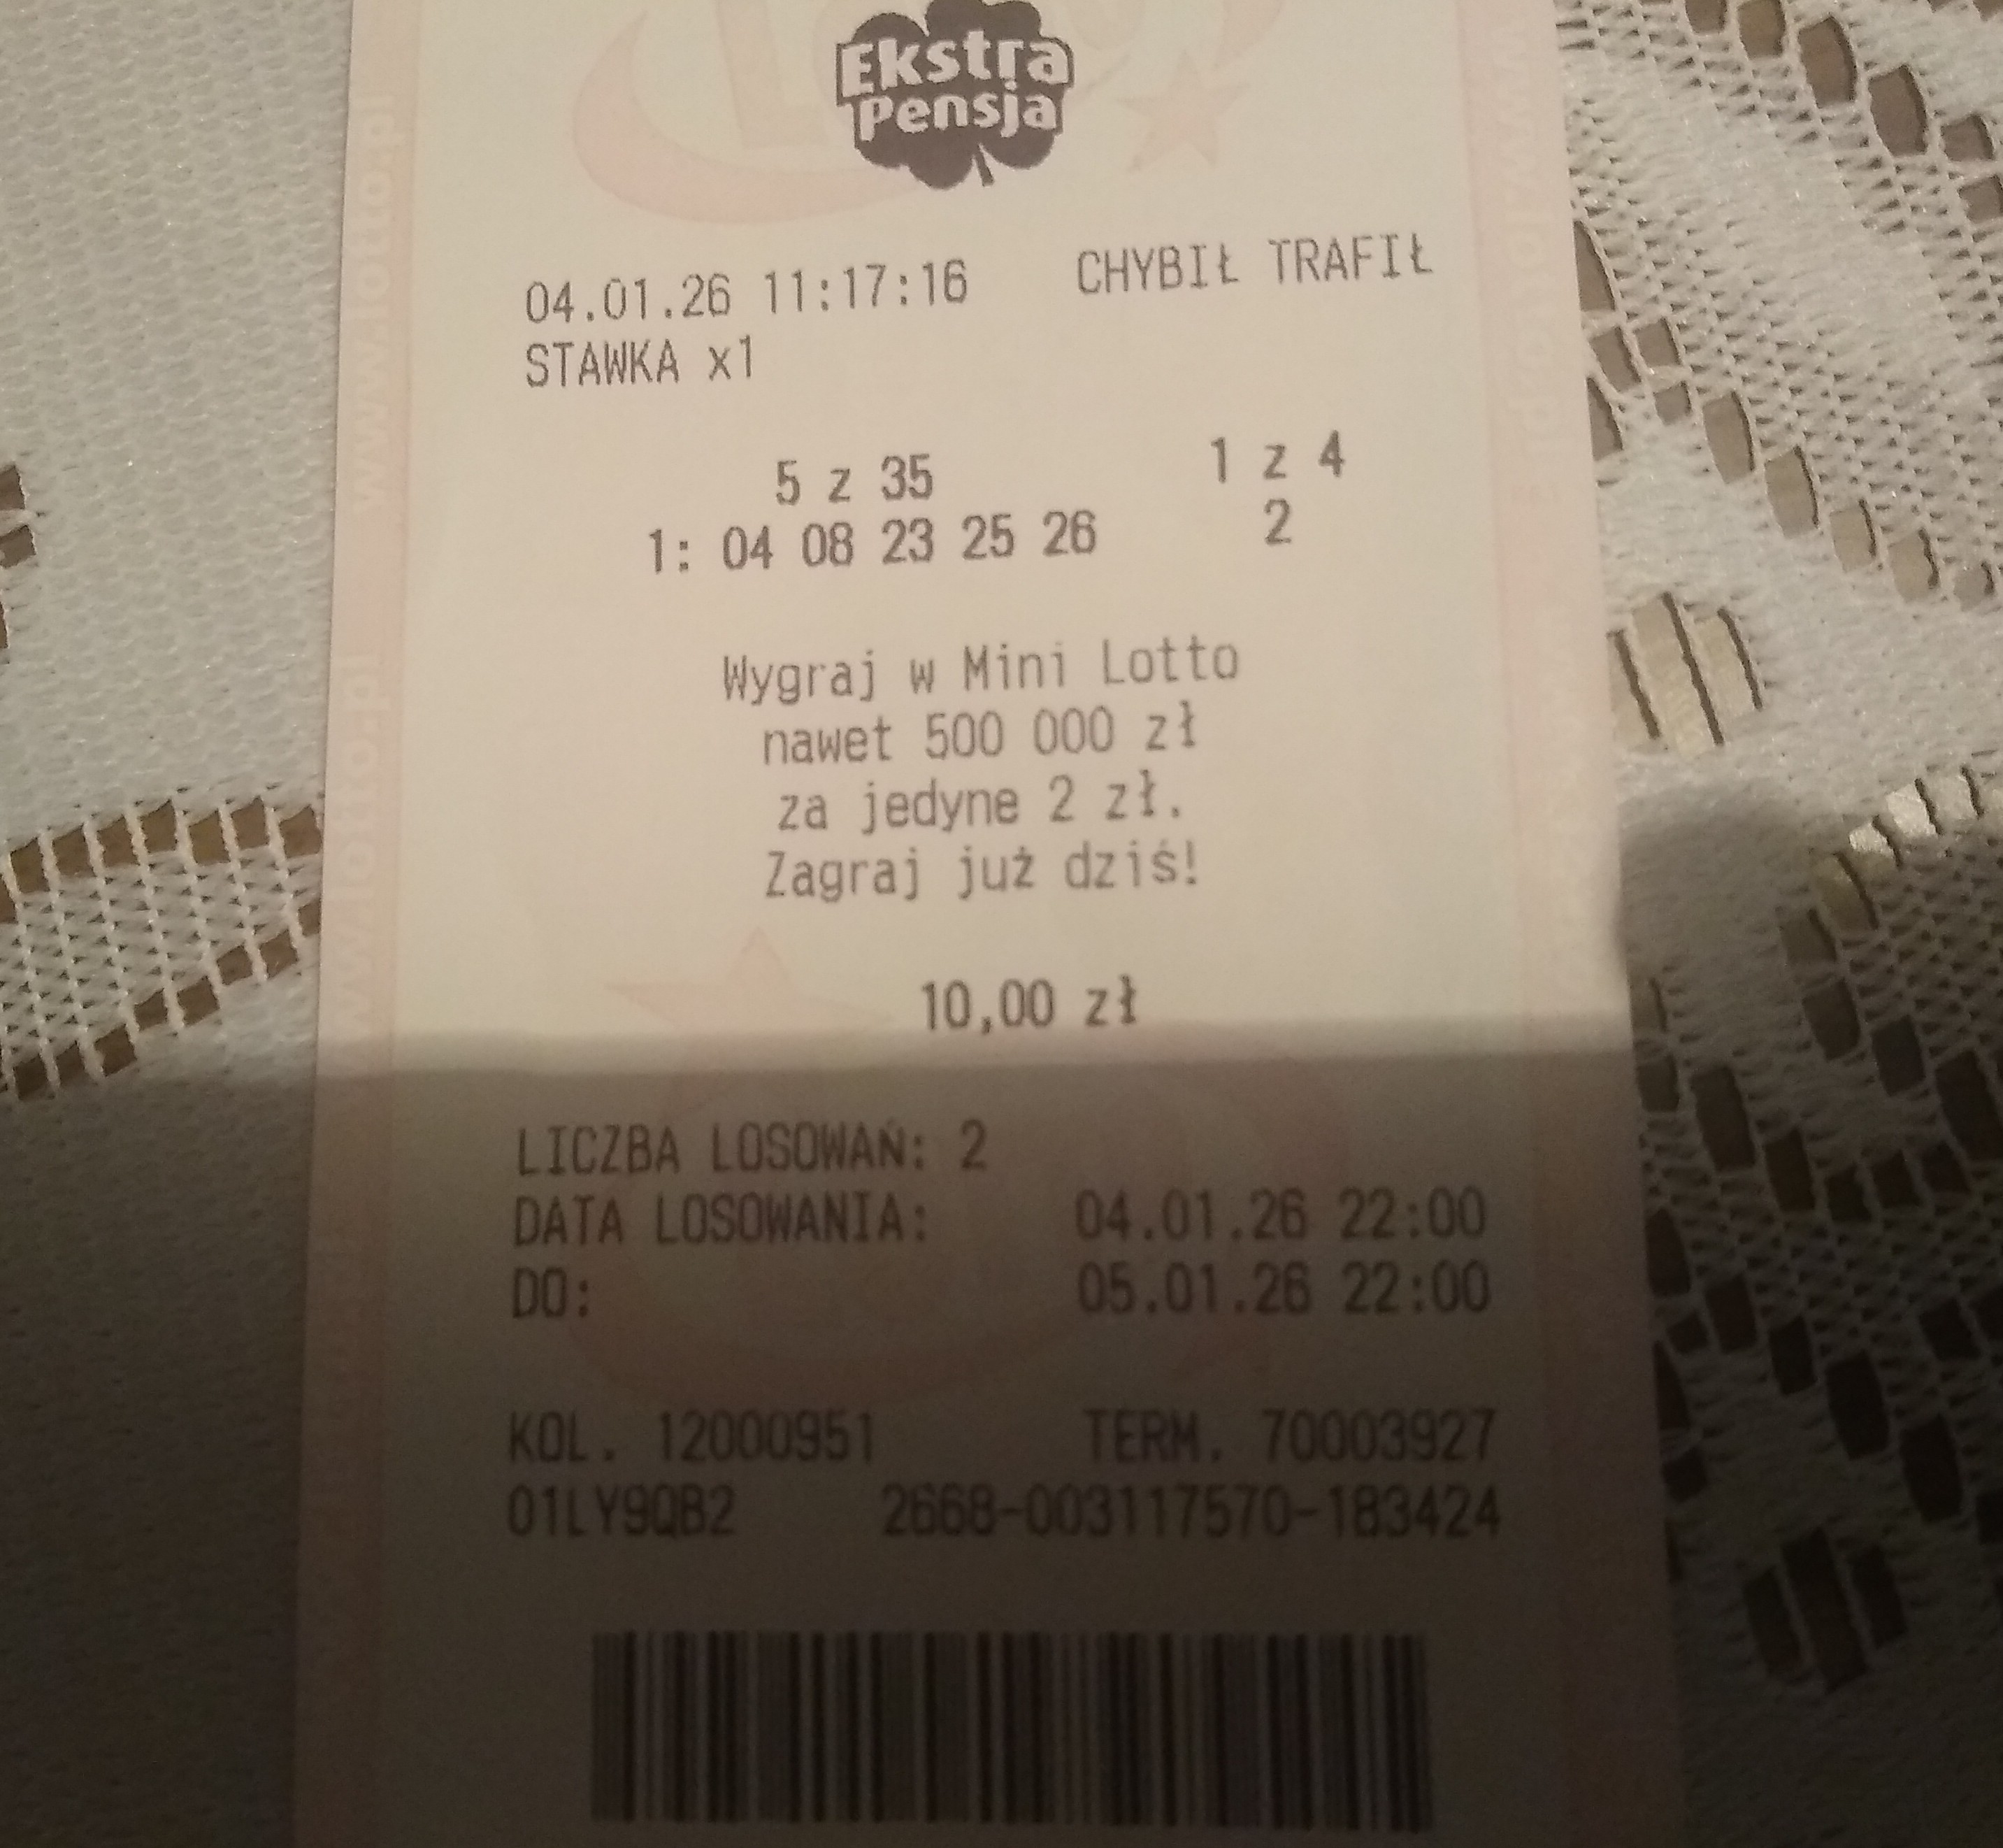 Ekstra
Pensja
04.01.26 11:17:16 CHYBIŁ TRAFIŁ
STAWKA x1
5 z 35 1 z 4
1: 04 08 23 25 26 2
Wygraj w Mini Lotto
nawet 500 000 zł
za jedyne 2 zł.
Zagraj już dziś!
10,00 zł
LICZBA LOSOWAŃ: 2
DATA LOSOWANIA: 04.01.26 22:00
DO: 05.01.26 22:00
KOL. 12000951 TERM. 70003927
01LY9QB2 2668-003117570-183424
www.lotto.pl